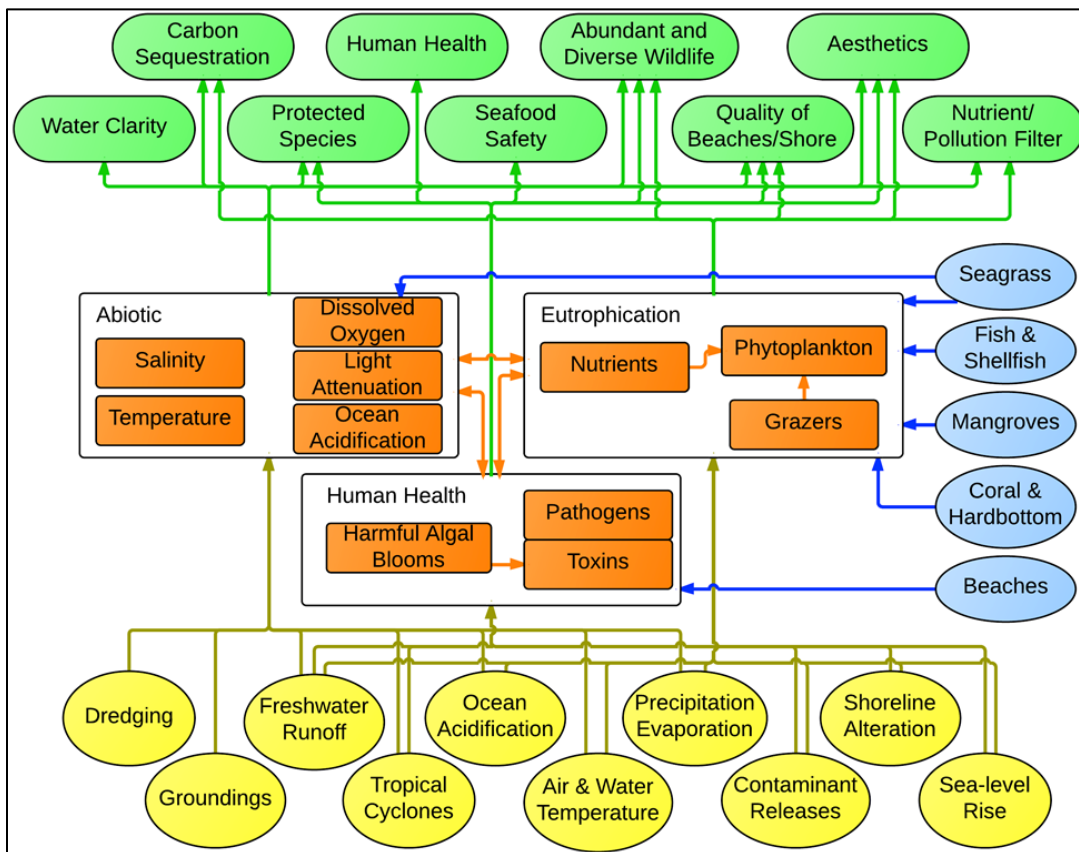 Carbon
Sequestration
Human Health
Abundant and
Diverse Wildlife
Aesthetics
Water Clarity
Protected
Species
Seafood
Safety
Quality of
Beaches/Shore
Nutrient/
Pollution Filter
Abiotic
Salinity
Temperature
Dissolved
Oxygen
Light
Attenuation
Ocean
Acidification
Eutrophication
Nutrients
Phytoplankton
Grazers
Seagrass
Fish &
Shellfish
Mangroves
Coral &
Hardbottom
Beaches
Human Health
Harmful Algal
Blooms
Pathogens
Toxins
Dredging
Freshwater
Runoff
Ocean
Acidification
Precipitation
Evaporation
Shoreline
Alteration
Groundings
Tropical
Cyclones
Air & Water
Temperature
Contaminant
Releases
Sea-level
Rise